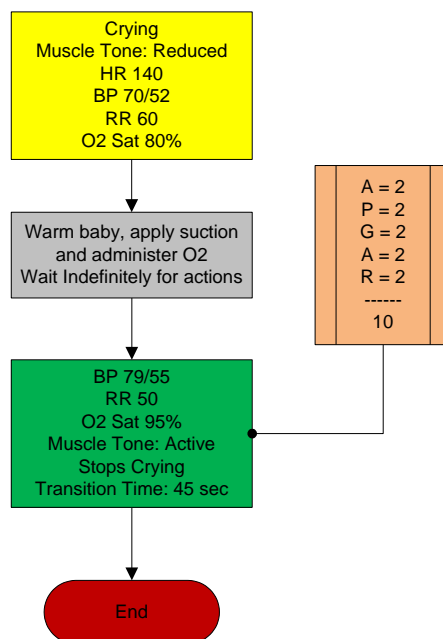 Crying
Muscle Tone: Reduced
HR 140
BP 70/52
RR 60
O2 Sat 80%
Warm baby, apply suction
and administer O2
Wait Indefinitely for actions
A = 2
P = 2
G = 2
A = 2
R = 2
------
10
BP 79/55
RR 50
O2 Sat 95%
Muscle Tone: Active
Stops Crying
Transition Time: 45 sec
End